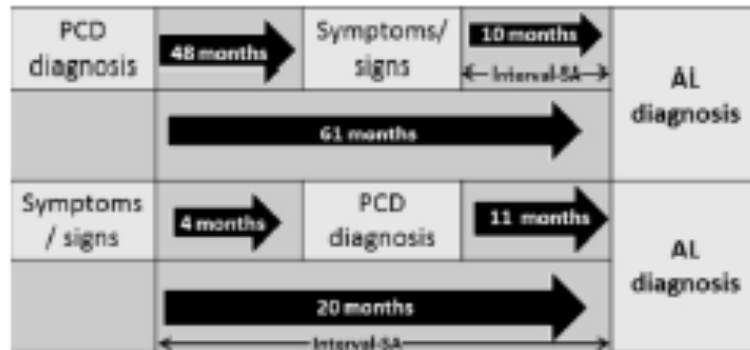 PCD
diagnosis
48 months
Symptoms/
signs
10 months
Interval-SA
AL
diagnosis
61 months
Symptoms
/ signs
4 months
PCD
diagnosis
11 months
AL
diagnosis
20 months
Interval-SA